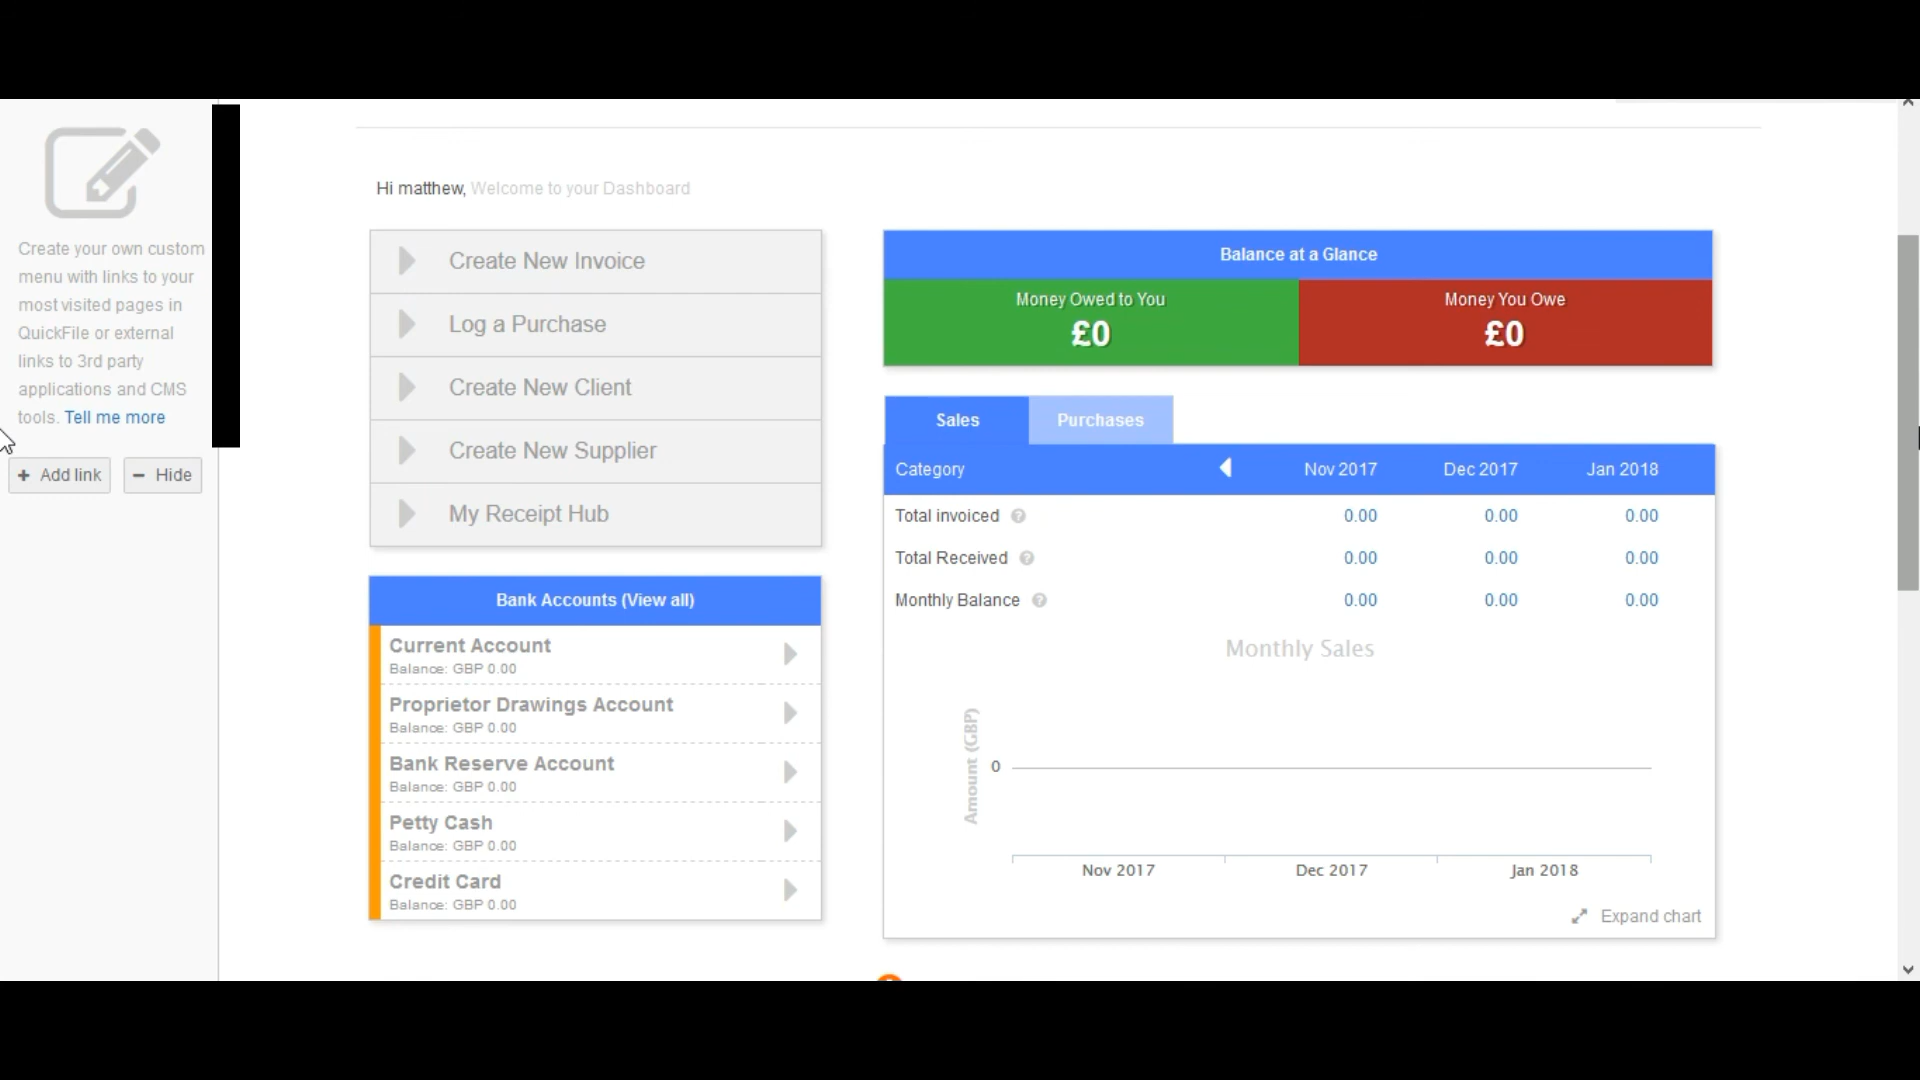 Create your own custom
menu with links to your
most visited pages in
QuickFile or external
links to 3rd party
applications and CMS
tools. Tell me more
+ Add link
− Hide
Hi matthew, Welcome to your Dashboard
Create New Invoice
Log a Purchase
Create New Client
Create New Supplier
My Receipt Hub
Bank Accounts (View all)
Current Account
Balance: GBP 0.00
Proprietor Drawings Account
Balance: GBP 0.00
Bank Reserve Account
Balance: GBP 0.00
Petty Cash
Balance: GBP 0.00
Credit Card
Balance: GBP 0.00
Balance at a Glance
Money Owed to You
£0
Money You Owe
£0
Sales
Purchases
Category Nov 2017 Dec 2017 Jan 2018
Total invoiced ? 0.00 0.00 0.00
Total Received ? 0.00 0.00 0.00
Monthly Balance ? 0.00 0.00 0.00
Monthly Sales
Amount (GBP)
0
Nov 2017 Dec 2017 Jan 2018
Expand chart